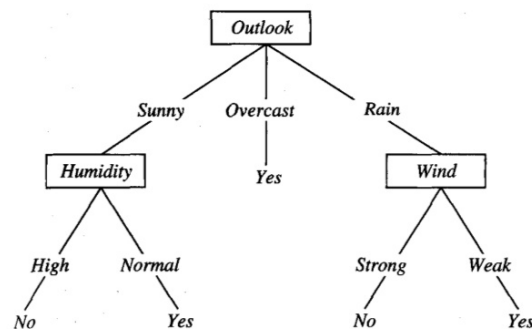 Outlook
Sunny Overcast Rain
Humidity Yes Wind
High Normal Strong Weak
No Yes No Yes